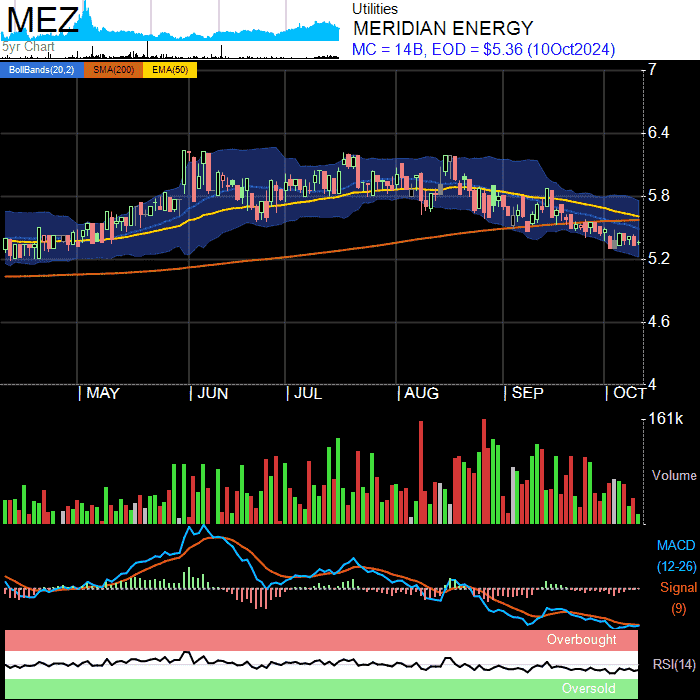 MEZ
5yr Chart
Utilities
MERIDIAN ENERGY
MC = 14B, EOD = $5.36 (10Oct2024)
BollBands(20,2) SMA(200) EMA(50)
7
6.4
5.8
5.2
4.6
4
| MAY | JUN | JUL | AUG | SEP | OCT
161k
Volume
MACD
(12-26)
Signal
(9)
Overbought
RSI(14)
Oversold